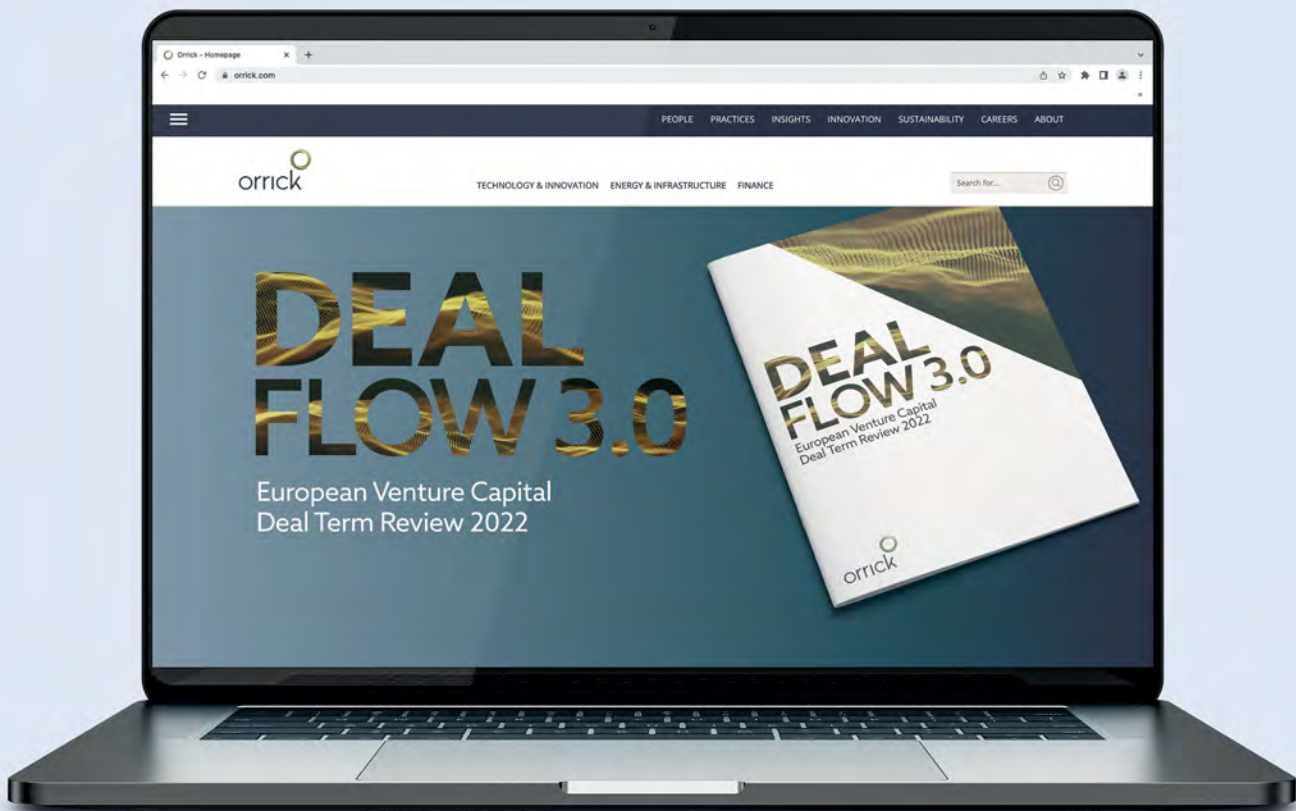 Orrick - Homepage
orrick.com
PEOPLE PRACTICES INSIGHTS INNOVATION SUSTAINABILITY CAREERS ABOUT
orrick
TECHNOLOGY & INNOVATION ENERGY & INFRASTRUCTURE FINANCE
Search for...
DEAL
FLOW 3.0
European Venture Capital
Deal Term Review 2022
DEAL
FLOW 3.0
European Venture Capital
Deal Term Review 2022
orrick